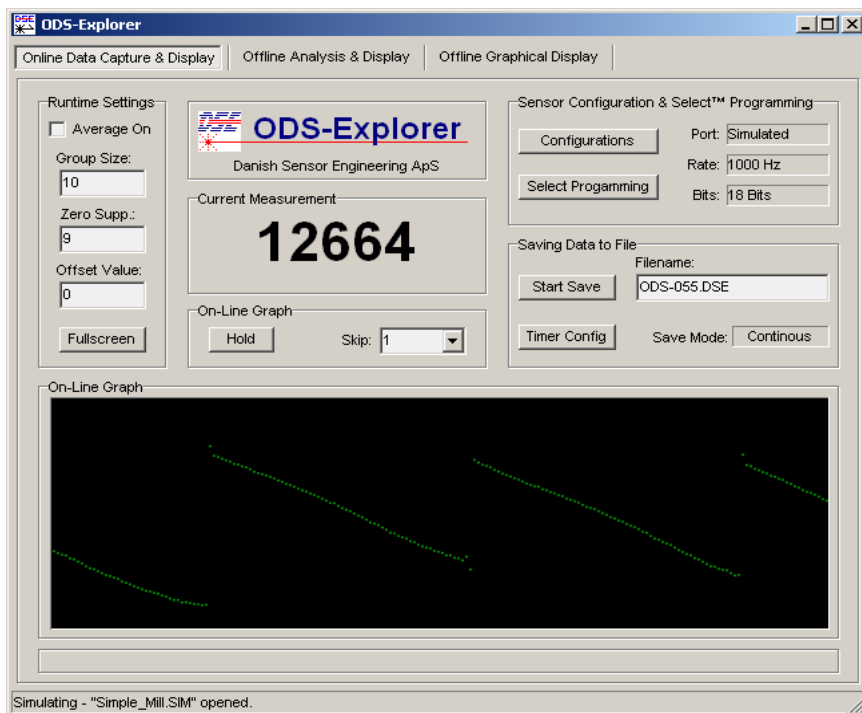 DSE ODS-Explorer
Online Data Capture & Display
Offline Analysis & Display
Offline Graphical Display
Runtime Settings
Average On
Group Size:
10
Zero Supp.:
9
Offset Value:
0
Fullscreen
DSE ODS-Explorer
Danish Sensor Engineering ApS
Current Measurement
12664
On-Line Graph
Hold
Skip: 1
Sensor Configuration & Select™ Programming
Configurations
Port: Simulated
Rate: 1000 Hz
Select Progamming
Bits: 18 Bits
Saving Data to File
Filename:
Start Save
ODS-055.DSE
Timer Config
Save Mode: Continous
On-Line Graph
Simulating - "Simple_Mill.SIM" opened.